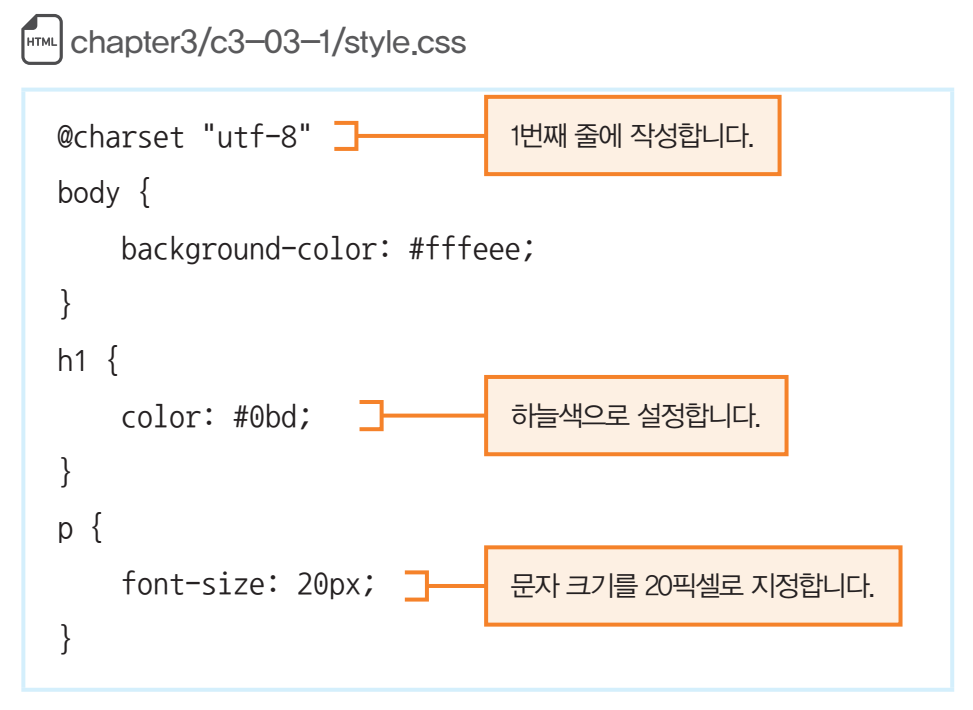 HTML chapter3/c3-03-1/style.css
@charset "utf-8" 1번째 줄에 작성합니다.
body {
background-color: #fffeee;
}
h1 {
color: #0bd; 하늘색으로 설정합니다.
}
p {
font-size: 20px; 문자 크기를 20픽셀로 지정합니다.
}